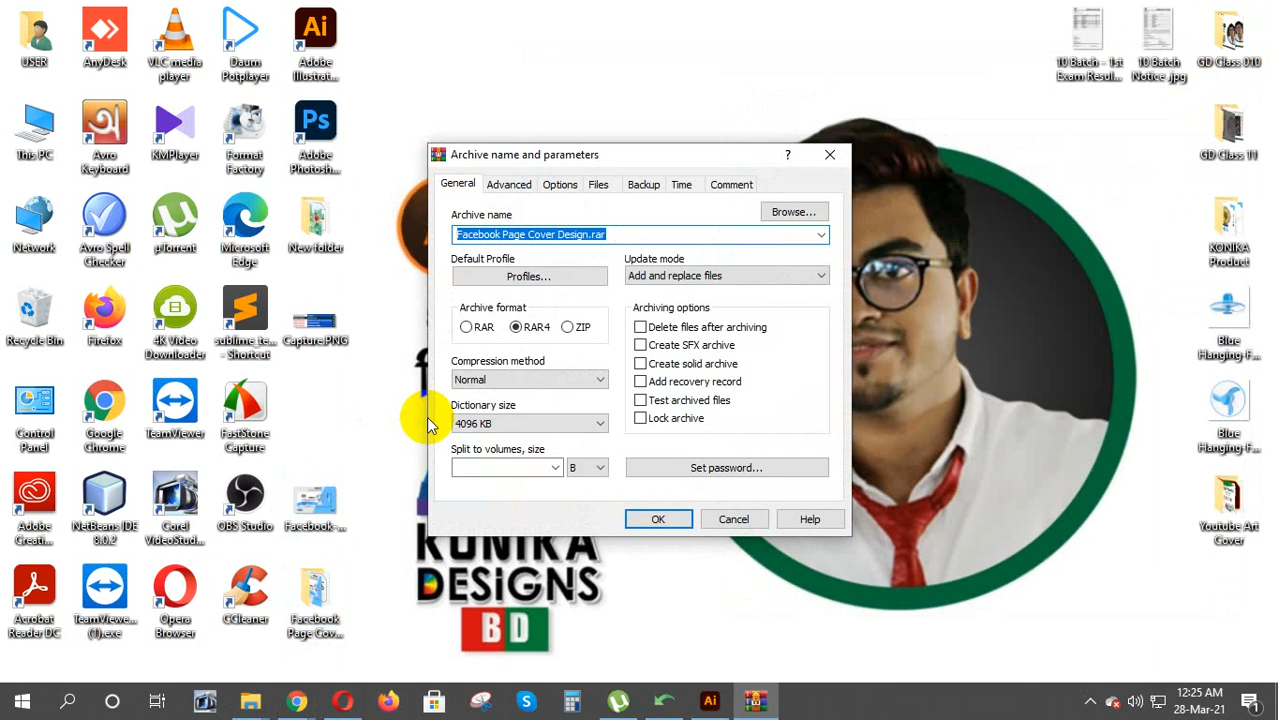 USER
AnyDesk
VLC media player
Daum Potplayer
Adobe Illustrat...
10 Batch - 1st Exam Resul...
10 Batch Notice .jpg
GD Class 010
This PC
Avro Keyboard
KMPlayer
Format Factory
Adobe Photosh...
GD Class 11
Network
Avro Spell Checker
µTorrent
Microsoft Edge
New folder
KONIKA Product
Recycle Bin
Firefox
4K Video Downloader
sublime_te... - Shortcut
Capture.PNG
Blue Hanging-F...
Control Panel
Google Chrome
TeamViewer
FastStone Capture
Blue Hanging-F...
Adobe Creati...
NetBeans IDE 8.0.2
Corel VideoStud...
OBS Studio
Facebook-...
Youtube Art Cover
Acrobat Reader DC
TeamViewe... (1).exe
Opera Browser
CCleaner
Facebook Page Cov...
Archive name and parameters
?
General
Advanced
Options
Files
Backup
Time
Comment
Archive name
Browse...
Facebook Page Cover Design.rar
Default Profile
Update mode
Profiles...
Add and replace files
Archive format
Archiving options
RAR
RAR4
ZIP
Delete files after archiving
Create SFX archive
Compression method
Create solid archive
Normal
Add recovery record
Dictionary size
Test archived files
4096 KB
Lock archive
Split to volumes, size
B
Set password...
OK
Cancel
Help
KONIKA
DESIGNS
BD
12:25 AM
28-Mar-21